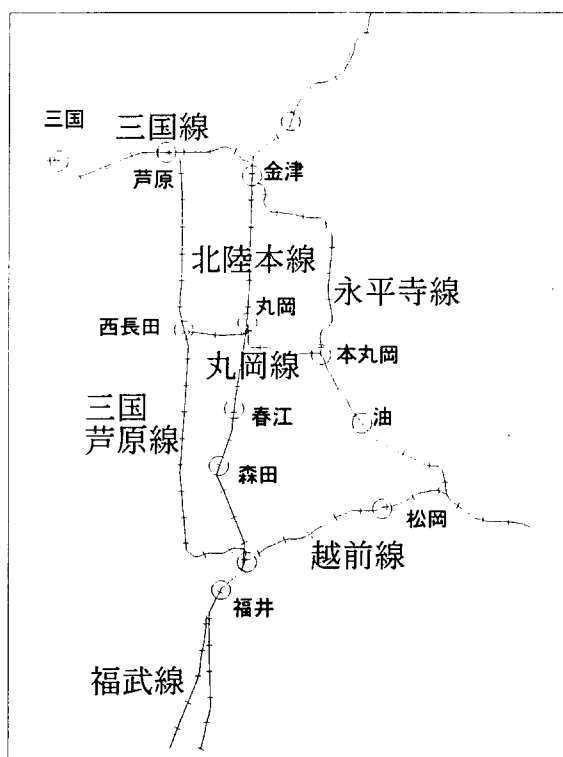 三国
三国線
芦原
金津
北陸本線
永平寺線
丸岡
西長田
丸岡線
本丸岡
三国
芦原線
春江
油
森田
松岡
越前線
福井
福武線